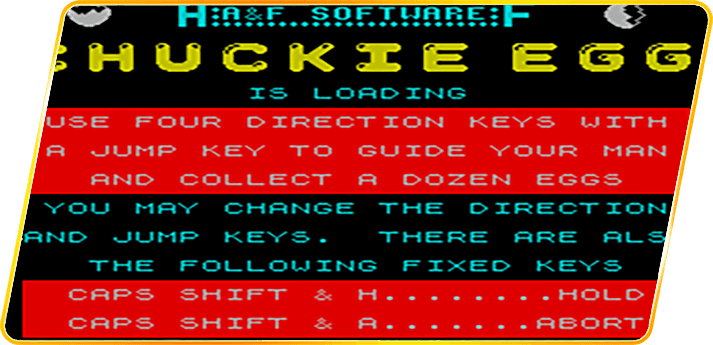 A&F SOFTWARE
CHUCKIE EGG
IS LOADING
USE FOUR DIRECTION KEYS WITH
A JUMP KEY TO GUIDE YOUR MAN
AND COLLECT A DOZEN EGGS
YOU MAY CHANGE THE DIRECTION
AND JUMP KEYS. THERE ARE ALS
THE FOLLOWING FIXED KEYS
CAPS SHIFT & H........HOLD
CAPS SHIFT & A.......ABORT